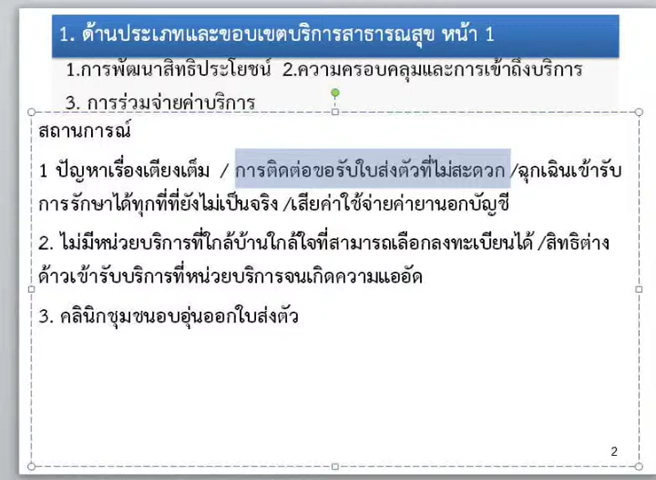 1. ด้านประเภทและขอบเขตบริการสาธารณสุข หน้า 1
1.การพัฒนาสิทธิประโยชน์ 2.ความครอบคลุมและการเข้าถึงบริการ
3. การร่วมจ่ายค่าบริการ
สถานการณ์
1 ปัญหาเรื่องเตียงเต็ม / การติดต่อขอรับใบส่งตัวที่ไม่สะดวก /ฉุกเฉินเข้ารับ
การรักษาได้ทุกที่ที่ยังไม่เป็นจริง /เสียค่าใช้จ่ายค่ายานอกบัญชี
2. ไม่มีหน่วยบริการที่ใกล้บ้านใกล้ใจที่สามารถเลือกลงทะเบียนได้ /สิทธิต่าง
ด้าวเข้ารับบริการที่หน่วยบริการจนเกิดความแออัด
3. คลินิกชุมชนอบอุ่นออกใบส่งตัว
2